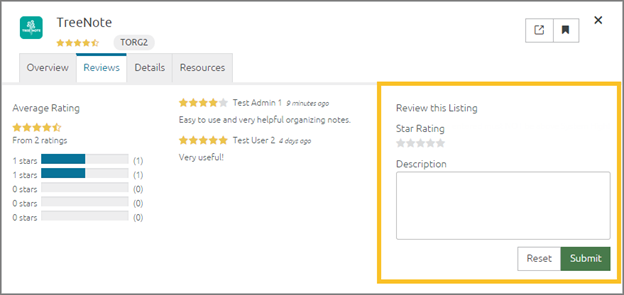 TreeNote
TREENOTE
TORG2
Overview
Reviews
Details
Resources
Average Rating
From 2 ratings
1 stars (1)
1 stars (1)
0 stars (0)
0 stars (0)
0 stars (0)
Test Admin 1 9 minutes ago
Easy to use and very helpful organizing notes.
Test User 2 4 days ago
Very useful!
Review this Listing
Star Rating
Description
Reset
Submit